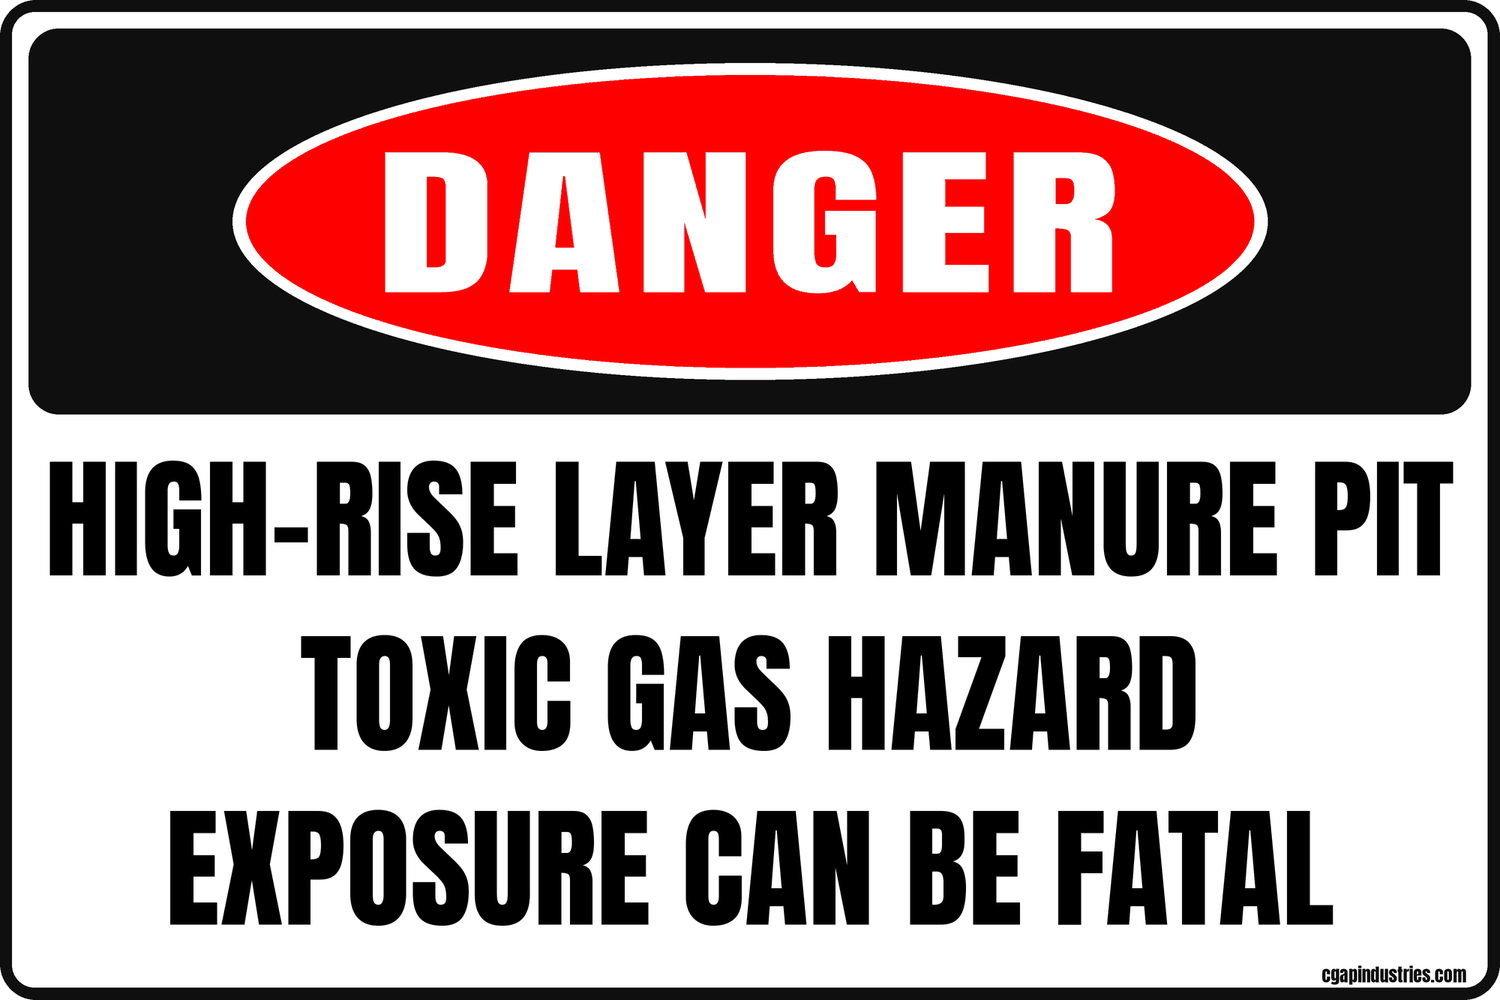 DANGER
HIGH-RISE LAYER MANURE PIT
TOXIC GAS HAZARD
EXPOSURE CAN BE FATAL
cgapindustries.com